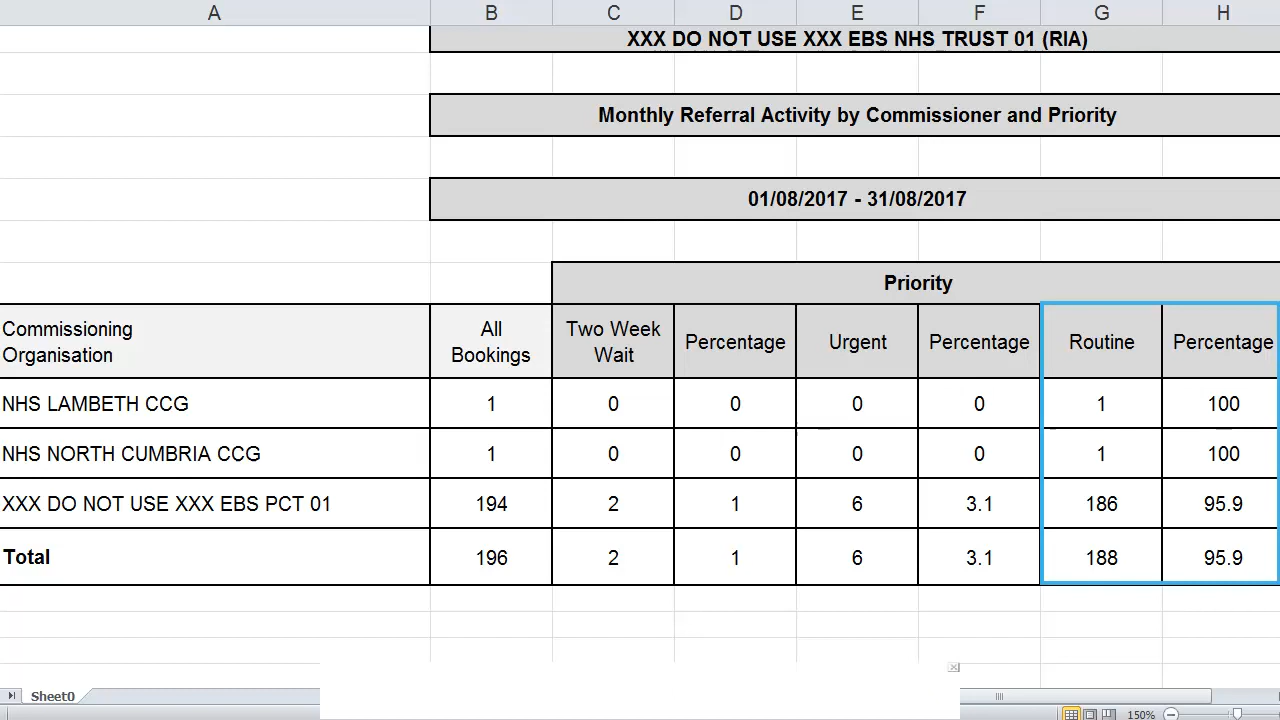 A B C D E F G H
XXX DO NOT USE XXX EBS NHS TRUST 01 (RIA)
Monthly Referral Activity by Commissioner and Priority
01/08/2017 - 31/08/2017
Priority
Commissioning
Organisation
All
Bookings
Two Week
Wait
Percentage
Urgent
Percentage
Routine
Percentage
NHS LAMBETH CCG 1 0 0 0 0 1 100
NHS NORTH CUMBRIA CCG 1 0 0 0 0 1 100
XXX DO NOT USE XXX EBS PCT 01 194 2 1 6 3.1 186 95.9
Total 196 2 1 6 3.1 188 95.9
Sheet0
150%